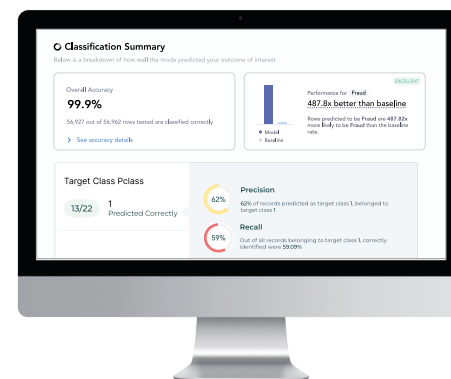 Classification Summary
Below is a breakdown of how well the mode predicted your outcome of interest
Overall Accuracy
99.9%
56,927 out of 56,962 rows tested are classified correctly
See accuracy details
EXCELLENT
Performance for Fraud
487.8x better than baseline
Rows predicted to be Fraud are 487.82x
more likely to be Fraud than the baseline
rate.
Model
Baseline
Target Class Pclass
13/22
1
Predicted Correctly
62%
Precision
62% of records predicted as target class 1, belonged to
target class 1
59%
Recall
Out of all records belonging to target class 1, correctly
identified were 59.09%